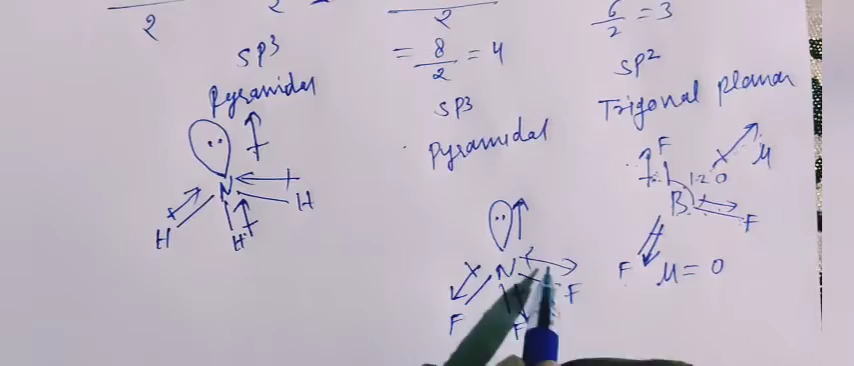 2
SP3
Pyramidal
N
H
H
H
2
= 8/2 = 4
SP3
Pyramidal
N
F
F
F
6/2 = 3
SP2
Trigonal planar
F
120
μ
B
F
F
μ = 0